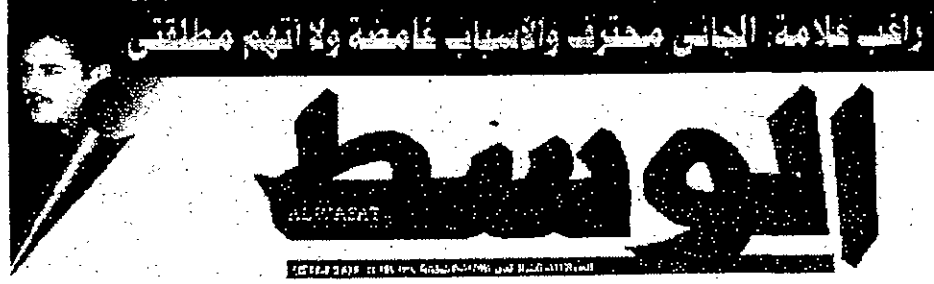 راغب علامة: الجاني محترف والأسباب غامضة ولا اتهم مطلقتي
الوسط
ALWASAT